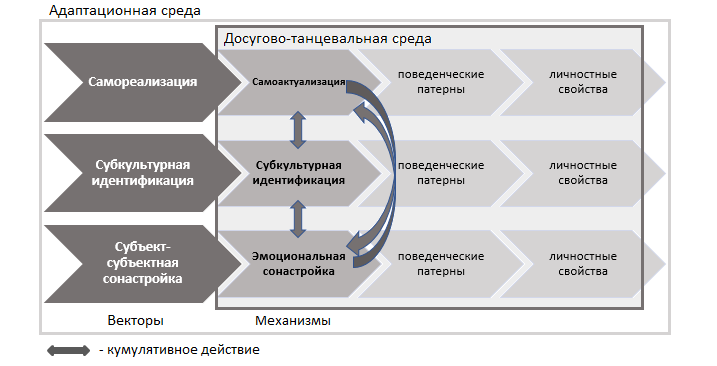 Адаптационная среда
Досугово-танцевальная среда
Самореализация
Самоактуализация
поведенческие
патерны
личностные
свойства
Субкультурная
идентификация
Субкультурная
идентификация
поведенческие
патерны
личностные
свойства
Субъект-
субъектная
сонастройка
Эмоциональная
сонастройка
поведенческие
патерны
личностные
свойства
Векторы
Механизмы
- кумулятивное действие